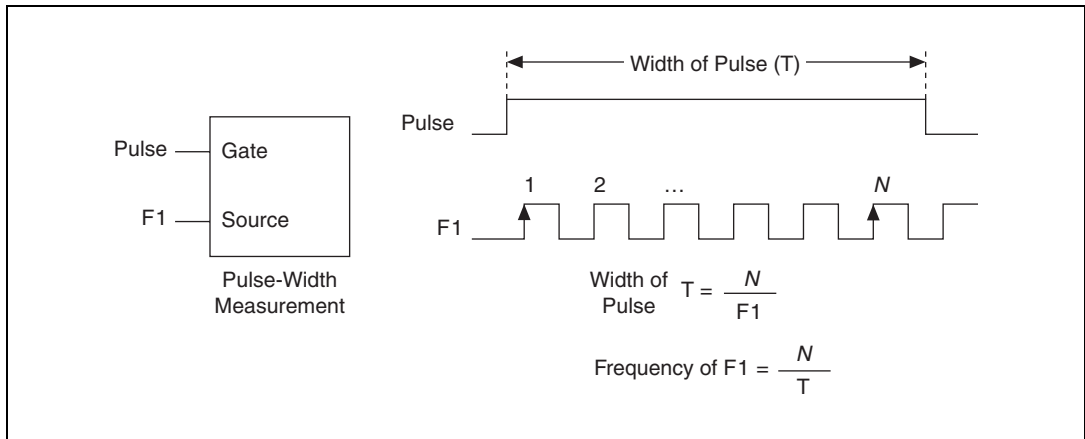 Width of Pulse (T)
Pulse
Pulse
Gate
1 2 … N
F1
F1
Source
Pulse-Width
Measurement
Width of
Pulse
T = N / F1
Frequency of F1 = N / T